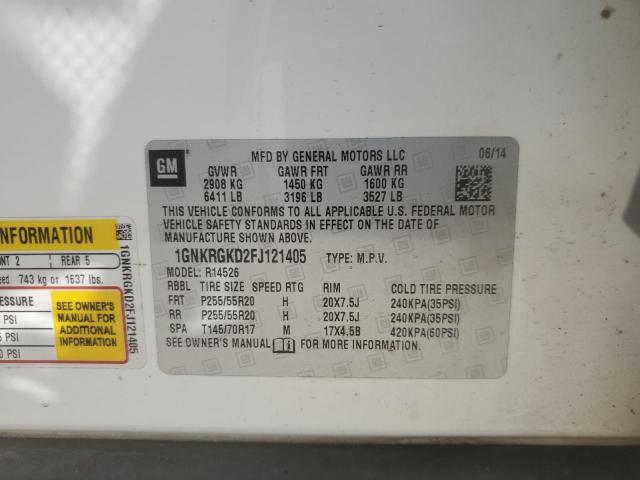 GM
MFD BY GENERAL MOTORS LLC 06/14
GVWR GAWR FRT GAWR RR
2908 KG 1450 KG 1600 KG
6411 LB 3196 LB 3527 LB
THIS VEHICLE CONFORMS TO ALL APPLICABLE U.S. FEDERAL MOTOR
VEHICLE SAFETY STANDARDS IN EFFECT ON THE DATE OF
MANUFACTURE SHOWN ABOVE.
1GNKRGKD2FJ121405 TYPE: M.P.V.
MODEL: R14526
RBBL TIRE SIZE SPEED RTG RIM COLD TIRE PRESSURE
FRT P255/55R20 H 20X7.5J 240KPA(35PSI)
RR P255/55R20 H 20X7.5J 240KPA(35PSI)
SPA T145/70R17 M 17X4.5B 420KPA(60PSI)
SEE OWNER'S MANUAL FOR MORE INFORMATION.
INFORMATION
NT 2 REAR 5
743 kg or 1637 lbs.
ESSURE
PSI
5 PSI
0 PSI
SEE OWNER'S
MANUAL FOR
ADDITIONAL
INFORMATION
1GNKRGKD2FJ121405